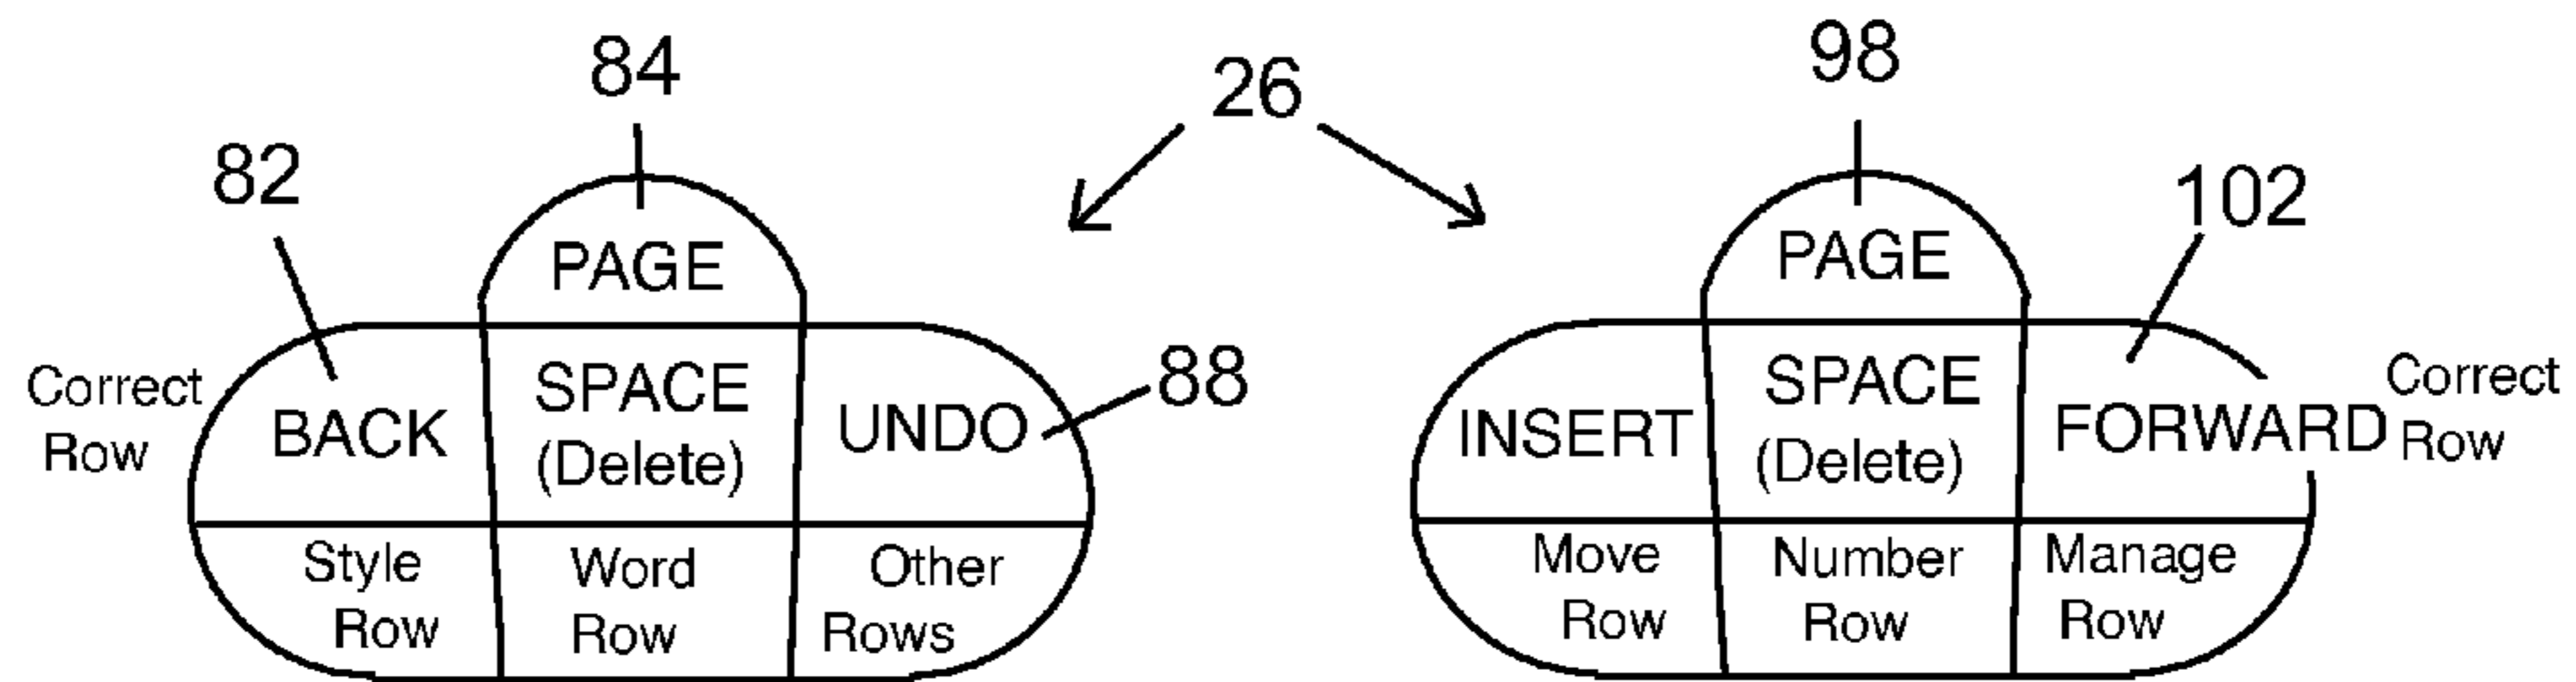 84
26
98
82
102
PAGE
PAGE
Correct
Row
BACK
SPACE
(Delete)
UNDO
88
INSERT
SPACE
(Delete)
FORWARD
Correct
Row
Style
Row
Word
Row
Other
Rows
Move
Row
Number
Row
Manage
Row